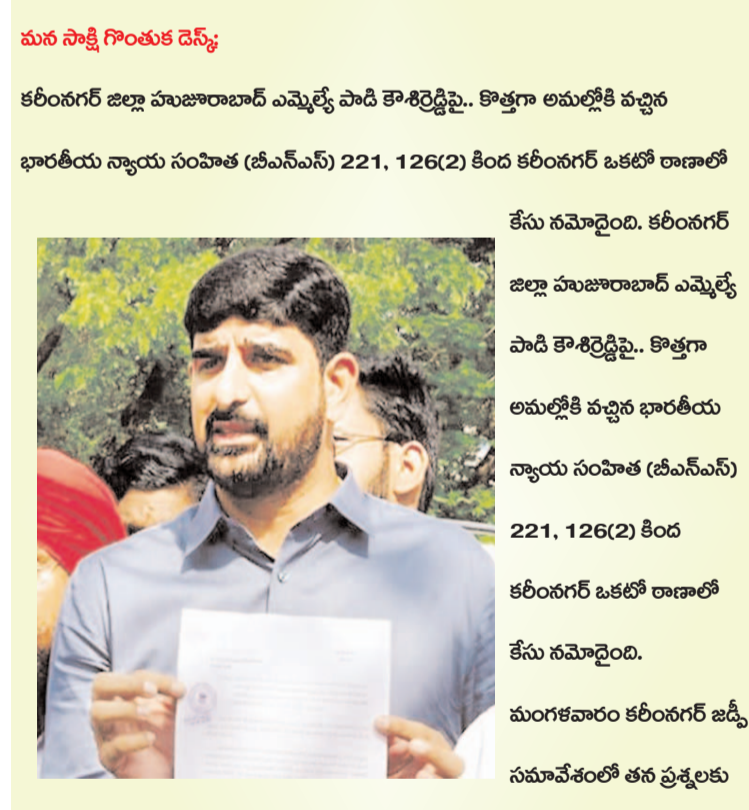 మన సాక్షి గొంతుక డెస్క్:
కరీంనగర్ జిల్లా హుజూరాబాద్ ఎమ్మెల్యే పాడి కౌశిర్రెడ్డిపై.. కొత్తగా అమల్లోకి వచ్చిన
భారతీయ న్యాయ సంహిత (బీఎన్ఎస్) 221, 126(2) కింద కరీంనగర్ ఒకటో ఠాణాలో
కేసు నమోదైంది. కరీంనగర్
జిల్లా హుజూరాబాద్ ఎమ్మెల్యే
పాడి కౌశిర్రెడ్డిపై.. కొత్తగా
అమల్లోకి వచ్చిన భారతీయ
న్యాయ సంహిత (బీఎన్ఎస్)
221, 126(2) కింద
కరీంనగర్ ఒకటో ఠాణాలో
కేసు నమోదైంది.
మంగళవారం కరీంనగర్ జడ్పీ
సమావేశంలో తన ప్రశ్నలకు